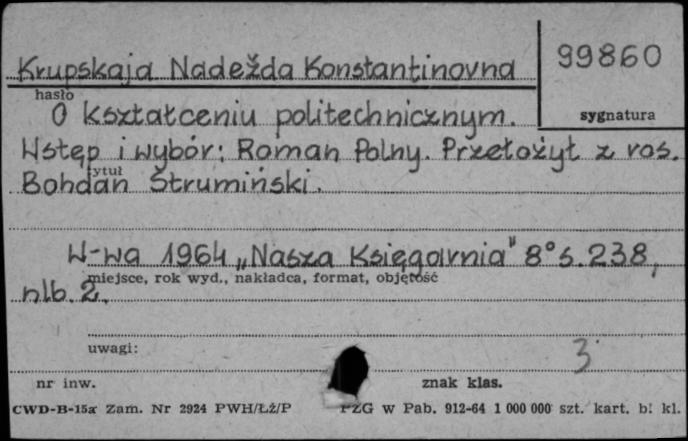 Krupskaja Nadežda Konstantinovna
99860
hasło
sygnatura
O kształceniu politechnicznym.
Wstęp i wybór: Roman Polny. Przełożył z ros.
tytuł
Bohdan Strumiński.
W-wa 1964 „Nasza Księgarnia" 8° s. 238,
miejsce, rok wyd., nakładca, format, objętość
nlb. 2.
uwagi:
3
nr inw.
znak klas.
CWD-B-15a Zam. Nr 2924 PWH/ŁŻ/P
PZG w Pab. 912-64 1 000 000 szt. kart. b: kl.